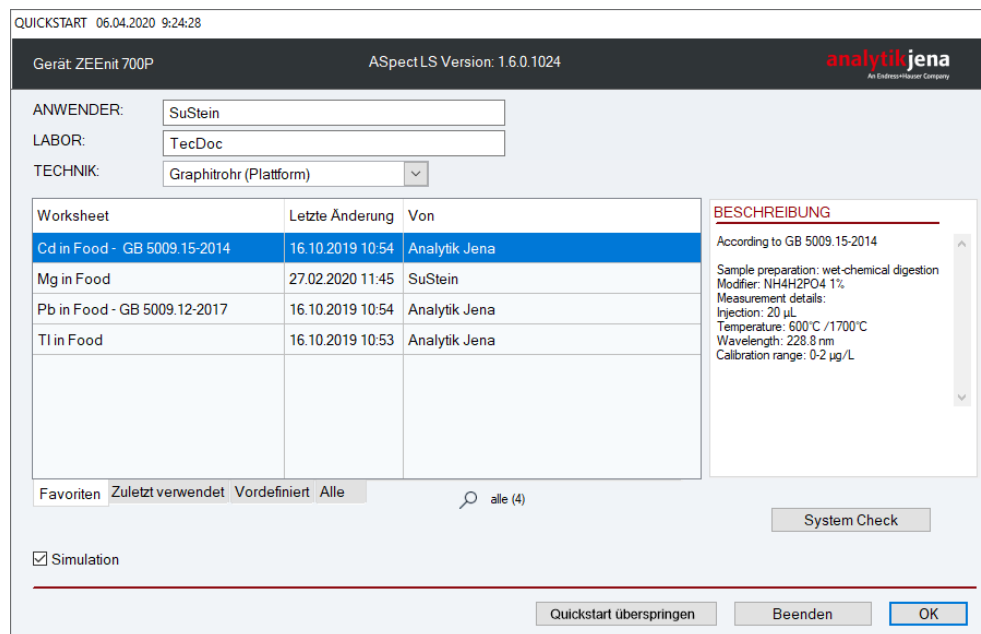 QUICKSTART 06.04.2020 9:24:28
Gerät: ZEEnit 700P ASpect LS Version: 1.6.0.1024 analytikjena
An Endress+Hauser Company
ANWENDER: SuStein
LABOR: TecDoc
TECHNIK: Graphitrohr (Plattform)
Worksheet Letzte Änderung Von
Cd in Food - GB 5009.15-2014 16.10.2019 10:54 Analytik Jena
Mg in Food 27.02.2020 11:45 SuStein
Pb in Food - GB 5009.12-2017 16.10.2019 10:54 Analytik Jena
Tl in Food 16.10.2019 10:53 Analytik Jena
BESCHREIBUNG
According to GB 5009.15-2014
Sample preparation: wet-chemical digestion
Modifier: NH4H2PO4 1%
Measurement details:
Injection: 20 µL
Temperature: 600°C /1700°C
Wavelength: 228.8 nm
Calibration range: 0-2 µg/L
Favoriten Zuletzt verwendet Vordefiniert Alle alle (4)
System Check
Simulation
Quickstart überspringen Beenden OK